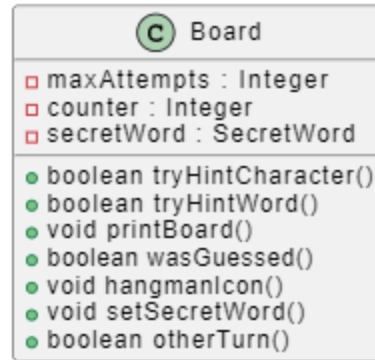 C Board
maxAttempts : Integer
counter : Integer
secretWord : SecretWord
boolean tryHintCharacter()
boolean tryHintWord()
void printBoard()
boolean wasGuessed()
void hangmanIcon()
void setSecretWord()
boolean otherTurn()